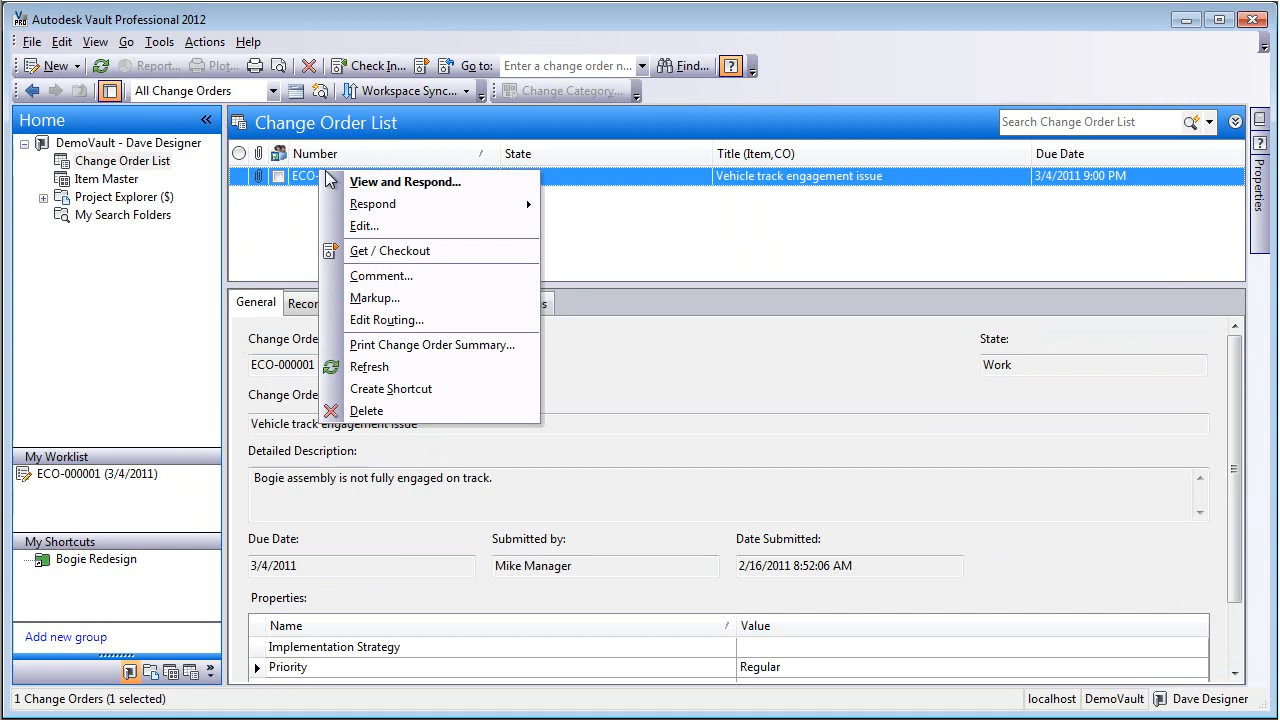 Autodesk Vault Professional 2012
File Edit View Go Tools Actions Help
New Report... Plot... Check In... Go to: Enter a change order n... Find...
All Change Orders Workspace Sync... Change Category...
Home
DemoVault - Dave Designer
Change Order List
Item Master
Project Explorer ($)
My Search Folders
My Worklist
ECO-000001 (3/4/2011)
My Shortcuts
Bogie Redesign
Add new group
Change Order List
Search Change Order List
Number State Title (Item,CO) Due Date
ECO- Vehicle track engagement issue 3/4/2011 9:00 PM
View and Respond...
Respond
Edit...
Get / Checkout
Comment...
Markup...
Edit Routing...
Print Change Order Summary...
Refresh
Create Shortcut
Delete
General Recor s
Change Orde State:
ECO-000001 Work
Change Orde
Vehicle track engagement issue
Detailed Description:
Bogie assembly is not fully engaged on track.
Due Date: Submitted by: Date Submitted:
3/4/2011 Mike Manager 2/16/2011 8:52:06 AM
Properties:
Name Value
Implementation Strategy
Priority Regular
Properties
1 Change Orders (1 selected) localhost DemoVault Dave Designer